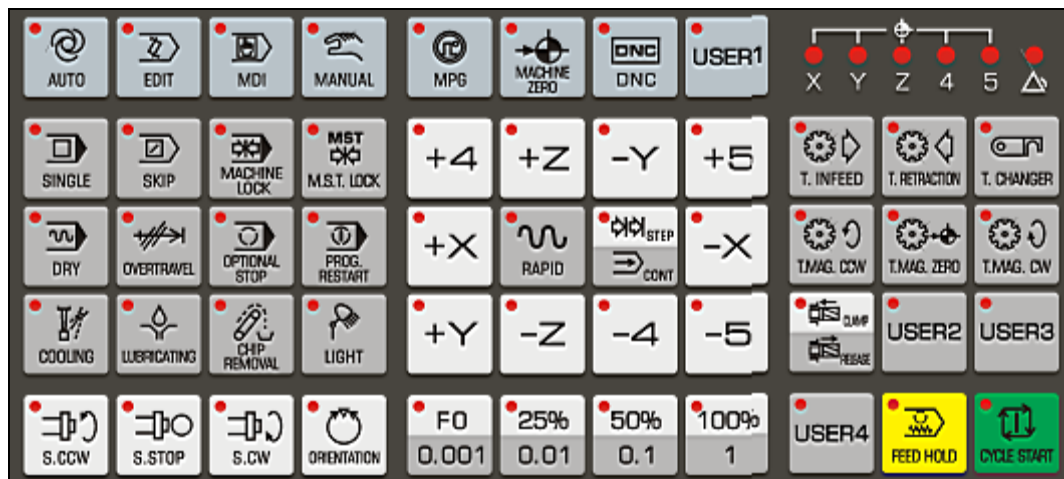 AUTO EDIT MDI MANUAL MPG MACHINE ZERO DNC DNC USER1 X Y Z 4 5
SINGLE SKIP MACHINE LOCK MST M.S.T. LOCK +4 +Z -Y +5 T. INFEED T. RETRACTION T. CHANGER
DRY OVERTRAVEL OPTIONAL STOP PROG. RESTART +X RAPID STEP CONT -X T.MAG. CCW T.MAG. ZERO T.MAG. CW
COOLING LUBRICATING CHIP REMOVAL LIGHT +Y -Z -4 -5 CLAMP RELEASE USER2 USER3
S.CCW S.STOP S.CW ORIENTATION F0 25% 50% 100% USER4 FEED HOLD CYCLE START
0.001 0.01 0.1 1